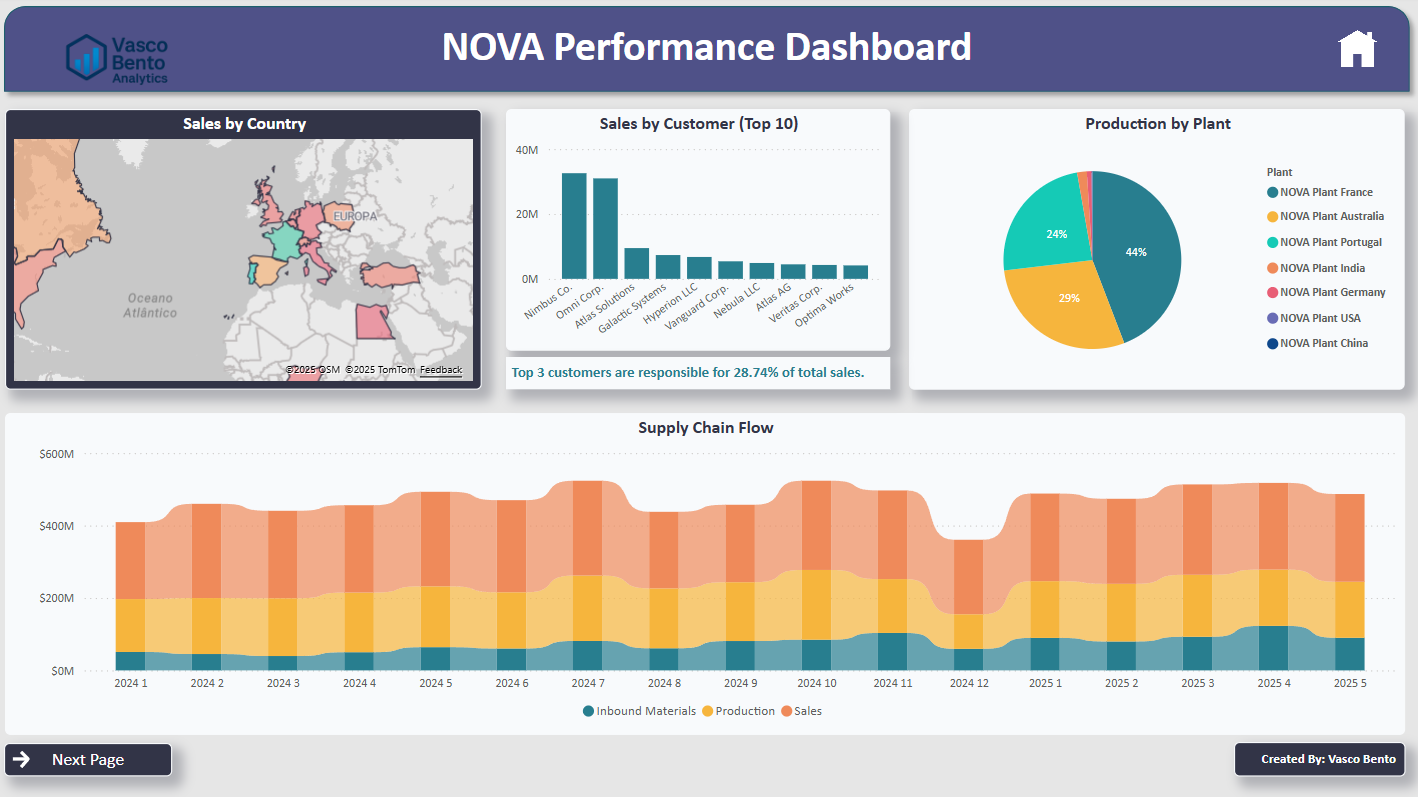 Vasco
Bento
Analytics
NOVA Performance Dashboard
Sales by Country
EUROPA
Oceano
Atlântico
©2025 OSM ©2025 TomTom Feedback
Sales by Customer (Top 10)
40M
20M
0M
Nimbus Co.
Omni Corp.
Atlas Solutions
Galactic Systems
Hyperion LLC
Vanguard Corp.
Nebula LLC
Atlas AG
Veritas Corp.
Optima Works
Top 3 customers are responsible for 28.74% of total sales.
Production by Plant
44%
29%
24%
Plant
NOVA Plant France
NOVA Plant Australia
NOVA Plant Portugal
NOVA Plant India
NOVA Plant Germany
NOVA Plant USA
NOVA Plant China
Supply Chain Flow
$600M
$400M
$200M
$0M
2024 1 2024 2 2024 3 2024 4 2024 5 2024 6 2024 7 2024 8 2024 9 2024 10 2024 11 2024 12 2025 1 2025 2 2025 3 2025 4 2025 5
Inbound Materials Production Sales
Next Page
Created By: Vasco Bento